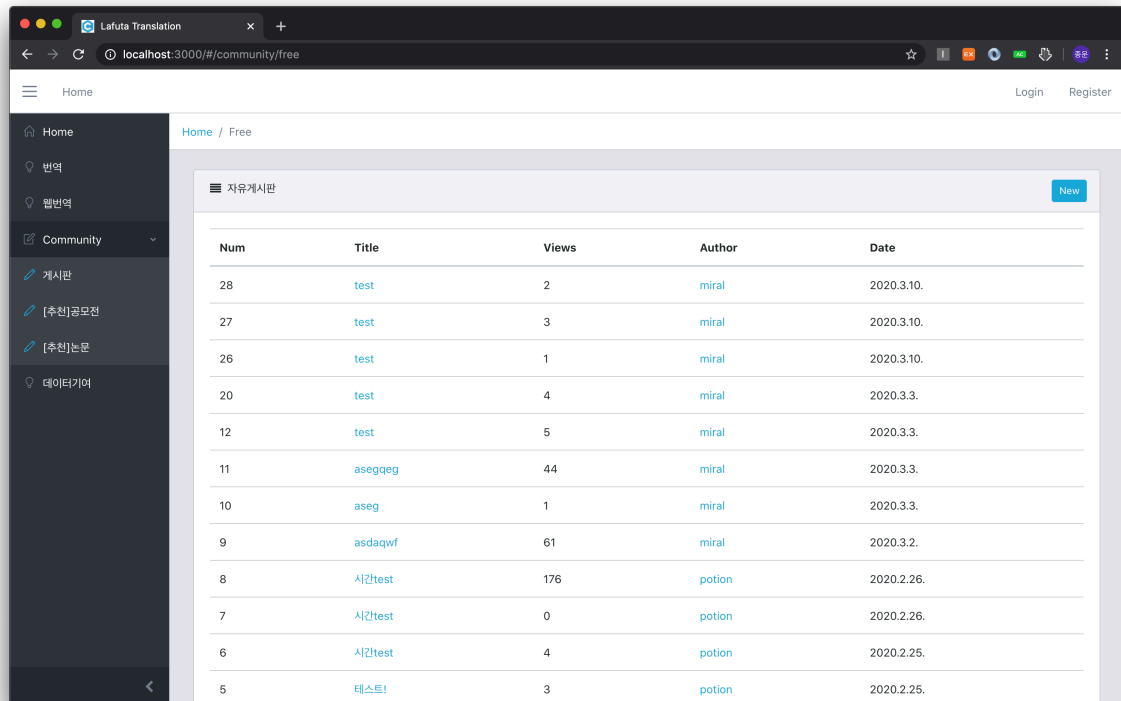 Lafuta Translation
localhost:3000/#/community/free
EX
AC
종운
Home
Login Register
Home
번역
웹번역
Community
게시판
[추천]공모전
[추천]논문
데이터기여
Home / Free
자유게시판
New
Num Title Views Author Date
28 test 2 miral 2020.3.10.
27 test 3 miral 2020.3.10.
26 test 1 miral 2020.3.10.
20 test 4 miral 2020.3.3.
12 test 5 miral 2020.3.3.
11 asegqeg 44 miral 2020.3.3.
10 aseg 1 miral 2020.3.3.
9 asdaqwf 61 miral 2020.3.2.
8 시간test 176 potion 2020.2.26.
7 시간test 0 potion 2020.2.26.
6 시간test 4 potion 2020.2.25.
5 테스트! 3 potion 2020.2.25.